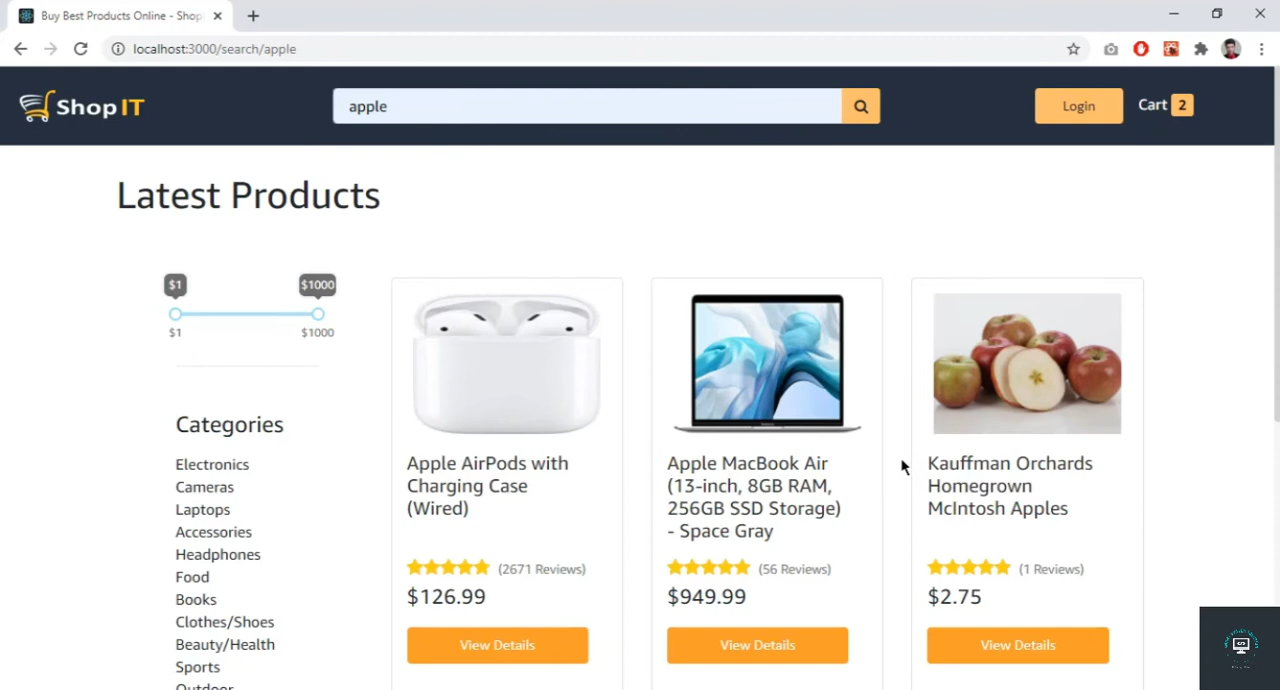 Buy Best Products Online - Shop
localhost:3000/search/apple
ShopIT
apple
Login
Cart 2
Latest Products
$1 $1000
$1 $1000
Categories
Electronics
Cameras
Laptops
Accessories
Headphones
Food
Books
Clothes/Shoes
Beauty/Health
Sports
Outdoor
Apple AirPods with
Charging Case
(Wired)
(2671 Reviews)
$126.99
View Details
Apple MacBook Air
(13-inch, 8GB RAM,
256GB SSD Storage)
- Space Gray
(56 Reviews)
$949.99
View Details
Kauffman Orchards
Homegrown
McIntosh Apples
(1 Reviews)
$2.75
View Details